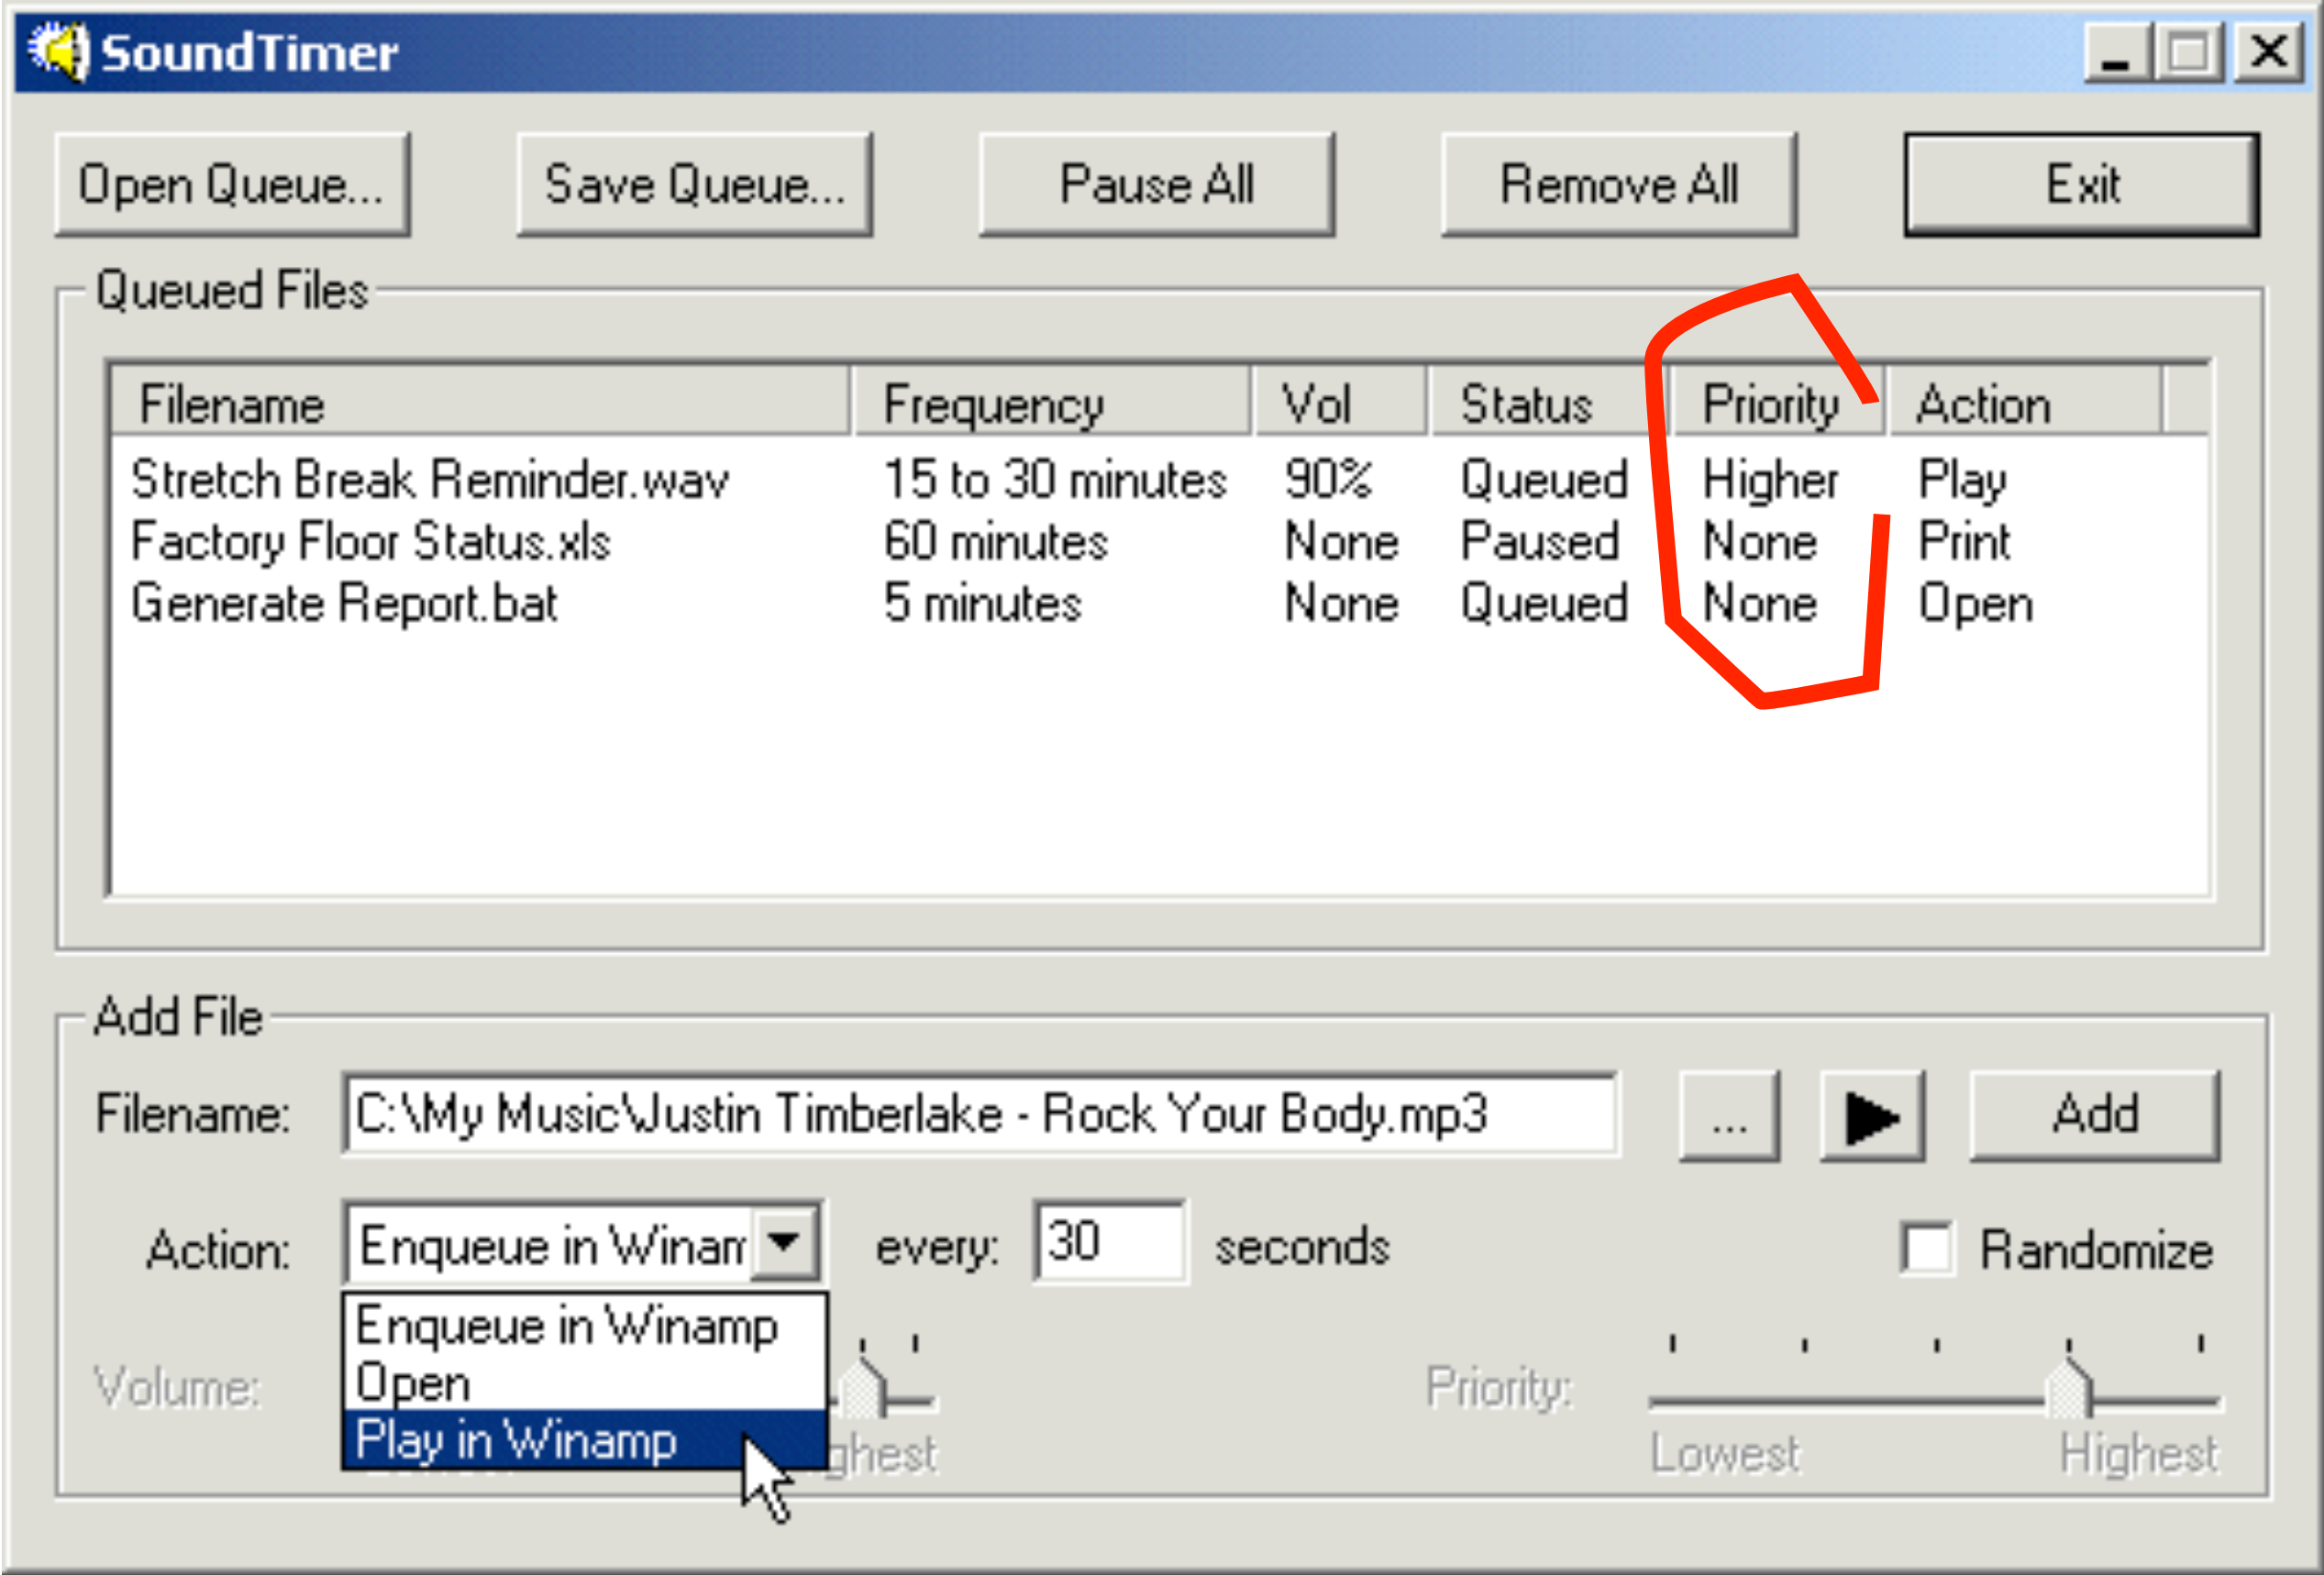 SoundTimer
Open Queue... Save Queue... Pause All Remove All Exit
Queued Files
Filename Frequency Vol Status Priority Action
Stretch Break Reminder.wav 15 to 30 minutes 90% Queued Higher Play
Factory Floor Status.xls 60 minutes None Paused None Print
Generate Report.bat 5 minutes None Queued None Open
Add File
Filename: C:\My Music\Justin Timberlake - Rock Your Body.mp3 ... Add
Action: Enqueue in Winam every: 30 seconds Randomize
Enqueue in Winamp
Volume: Open Priority:
Play in Winamp ghest Lowest Highest